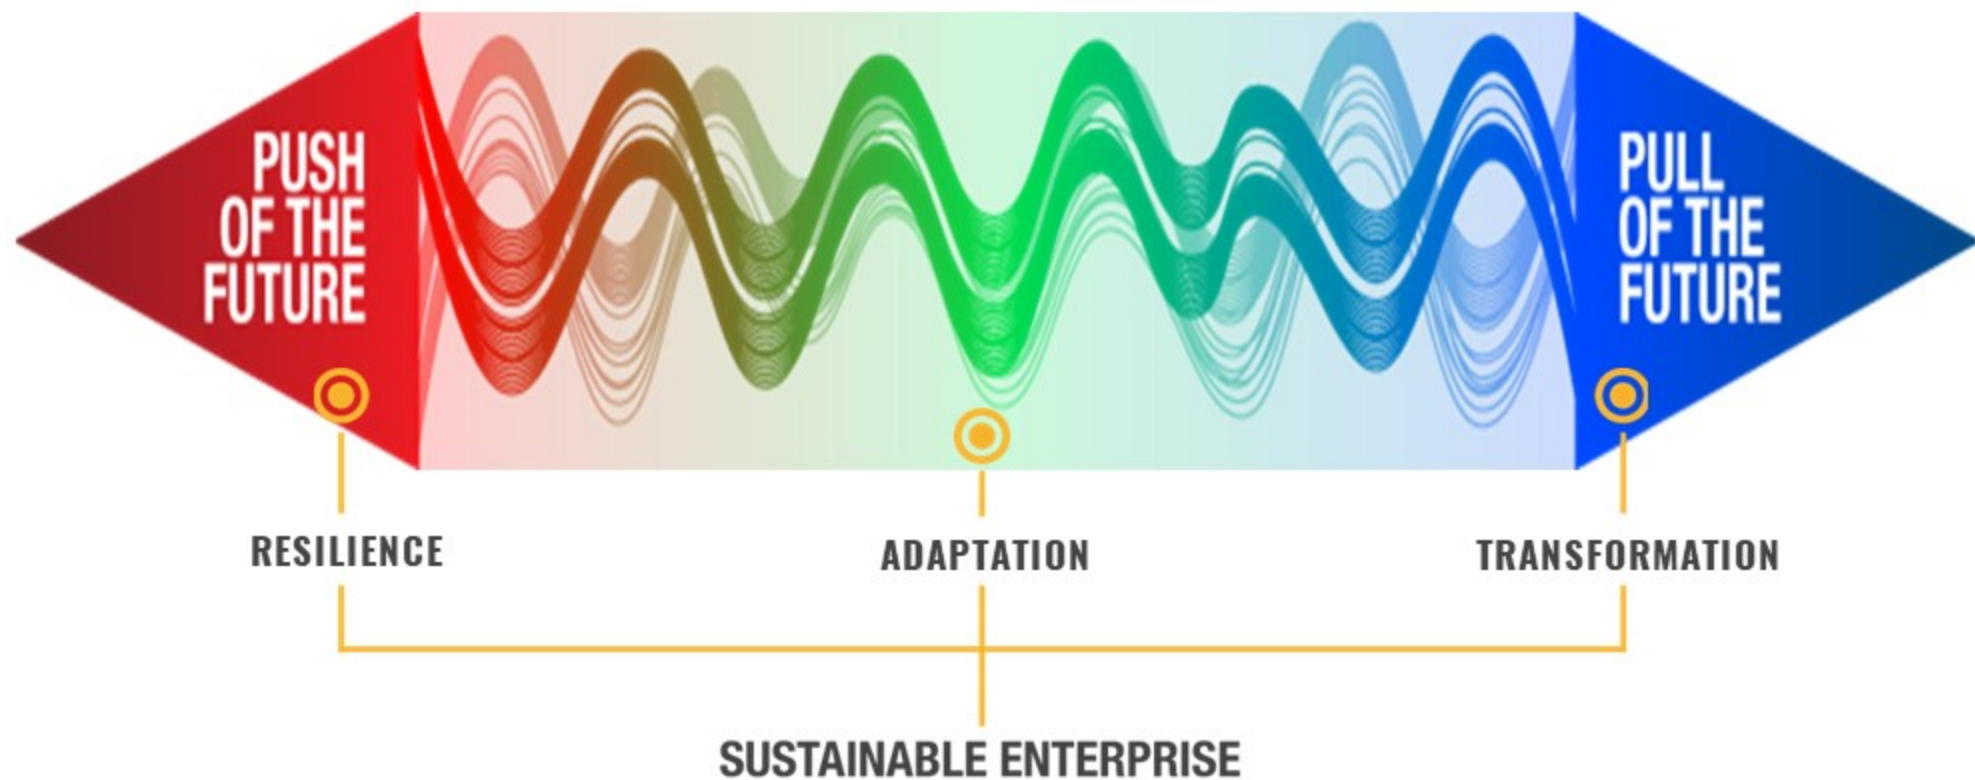 PUSH
OF THE
FUTURE
PULL
OF THE
FUTURE
RESILIENCE
ADAPTATION
TRANSFORMATION
SUSTAINABLE ENTERPRISE